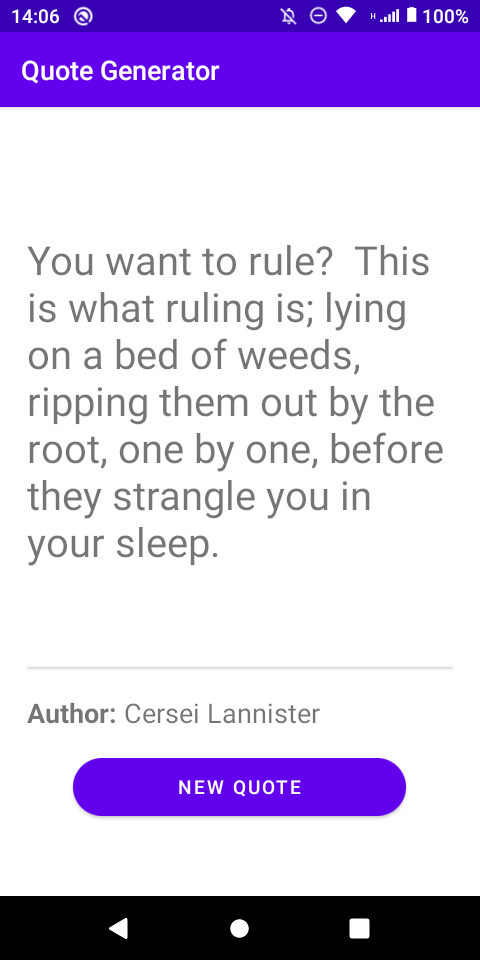 14:06 H 100%
Quote Generator
You want to rule?  This
is what ruling is; lying
on a bed of weeds,
ripping them out by the
root, one by one, before
they strangle you in
your sleep.
Author: Cersei Lannister
NEW QUOTE